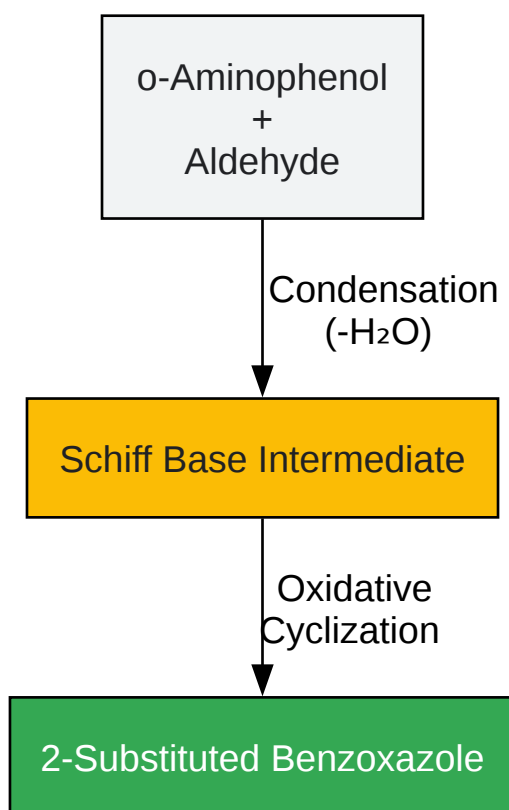 o-Aminophenol
+
Aldehyde
Condensation
(-H₂O)
Schiff Base Intermediate
Oxidative
Cyclization
2-Substituted Benzoxazole